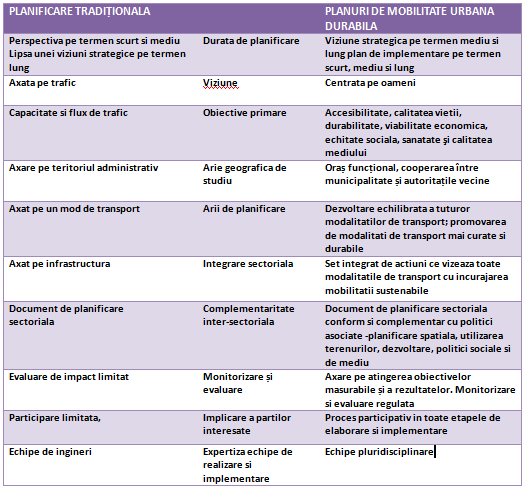 PLANIFICARE TRADIȚIONALA
PLANURI DE MOBILITATE URBANA
DURABILA
Perspectiva pe termen scurt si mediu
Lipsa unei viziuni strategice pe termen
lung
Durata de planificare
Viziune strategica pe termen mediu si
lung plan de implementare pe termen
scurt, mediu si lung
Axata pe trafic
Viziune
Centrata pe oameni
Capacitate si flux de trafic
Obiective primare
Accesibilitate, calitatea vietii,
durabilitate, viabilitate economica,
echitate sociala, sanatate şi calitatea
mediului
Axare pe teritoriul administrativ
Arie geografica de
studiu
Oraș funcțional, cooperarea între
municipalitate și autoritațile vecine
Axat pe un mod de transport
Arii de planificare
Dezvoltare echilibrata a tuturor
modalitatilor de transport; promovarea
de modalitati de transport mai curate si
durabile
Axat pe infrastructura
Integrare sectoriala
Set integrat de actiuni ce vizeaza toate
modalitatile de transport cu incurajarea
mobilitatii sustenabile
Document de planificare
sectoriala
Complementaritate
inter-sectoriala
Document de planificare sectoriala
conform si complementar cu politici
asociate -planificare spatiala, utilizarea
terenurilor, dezvoltare, politici sociale si
de mediu
Evaluare de impact limitat
Monitorizare și
evaluare
Axare pe atingerea obiectivelor
masurabile și a rezultatelor. Monitorizare
si evaluare regulata
Participare limitata,
Implicare a partilor
interesate
Proces participativ in toate etapele de
elaborare si implementare
Echipe de ingineri
Expertiza echipe de
realizare si
implementare
Echipe pluridisciplinare